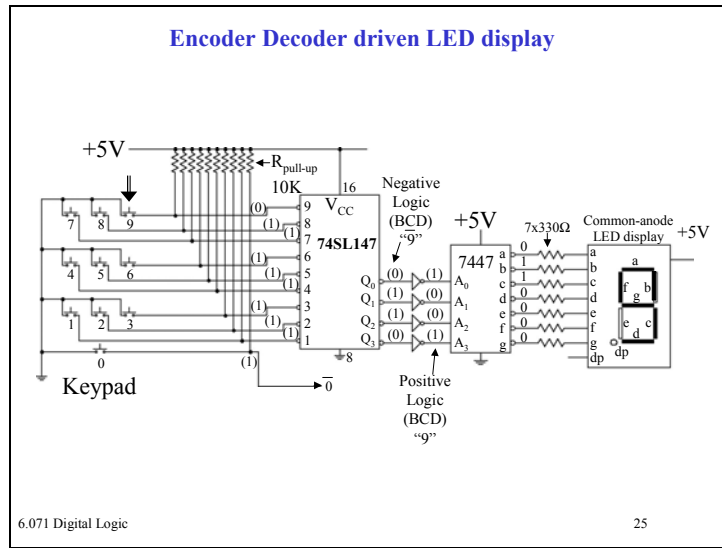 Encoder Decoder driven LED display
+5V
R pull-up
10K
16
V CC
74SL147
7
8
9
4
5
6
1
2
3
0
Keypad
(0)
(1)
(1)
(1)
(1)
(1)
(1)
(1)
(1)
(1)
9
8
7
6
5
4
3
2
1
8
0̅
Negative
Logic
(BCD)
“9̅”
Q0 (0) (1) A0
Q1 (1) (0) A1
Q2 (1) (0) A2
Q3 (0) (1) A3
Positive
Logic
(BCD)
“9”
+5V
7447
a 0
b 1
c 1
d 0
e 0
f 0
g 0
7x330Ω
Common-anode
LED display
+5V
a
b
c
d
e
f
g
dp
a
f b
g
e c
d
dp
6.071 Digital Logic
25